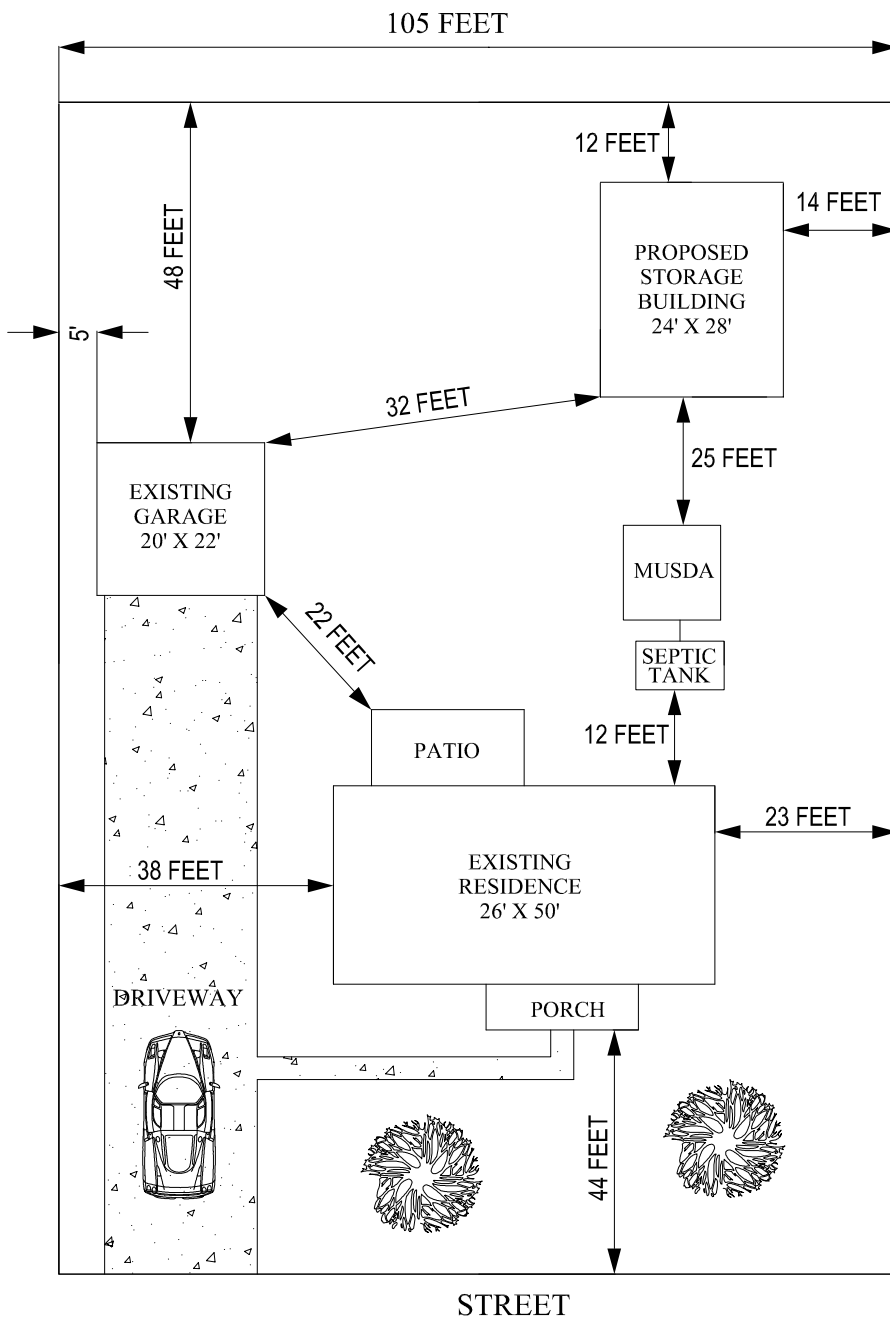 105 FEET
12 FEET
14 FEET
48 FEET
PROPOSED
STORAGE
BUILDING
24' X 28'
5'
32 FEET
25 FEET
EXISTING
GARAGE
20' X 22'
MUSDA
22 FEET
SEPTIC
TANK
12 FEET
PATIO
23 FEET
38 FEET
EXISTING
RESIDENCE
26' X 50'
DRIVEWAY
PORCH
44 FEET
STREET